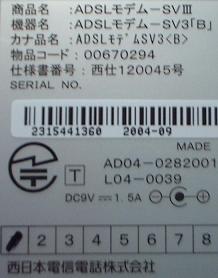 商品名 :ADSLモデム-SVⅢ
機器名 :ADSLモデム-SV3「B」
カナ品名 :ADSLﾓﾃﾞﾑSV3<B>
物品コード :00670294
仕様書番号 :西仕120045号
SERIAL NO.
2315441360 2004-09
MADE
AD04-0282001
T L04-0039
DC9V⎓1.5A
2 3 4 5 6 7 8
西日本電信電話株式会社